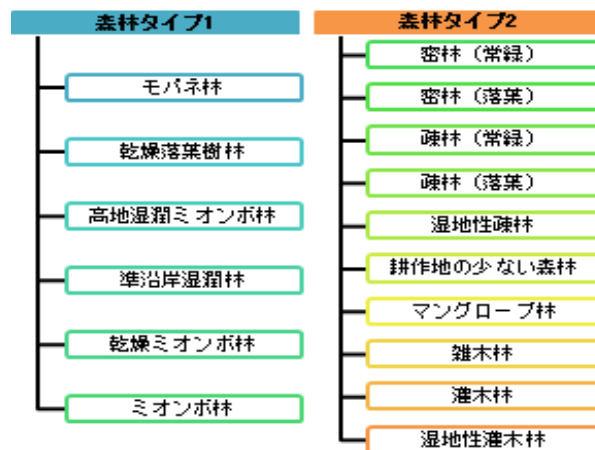 森林タイプ1
モパネ林
乾燥落葉樹林
高地湿潤ミオンボ林
準沿岸湿潤林
乾燥ミオンボ林
ミオンボ林
森林タイプ2
密林（常緑）
密林（落葉）
疎林（常緑）
疎林（落葉）
湿地性疎林
耕作地の少ない森林
マングローブ林
雑木林
灌木林
湿地性灌木林